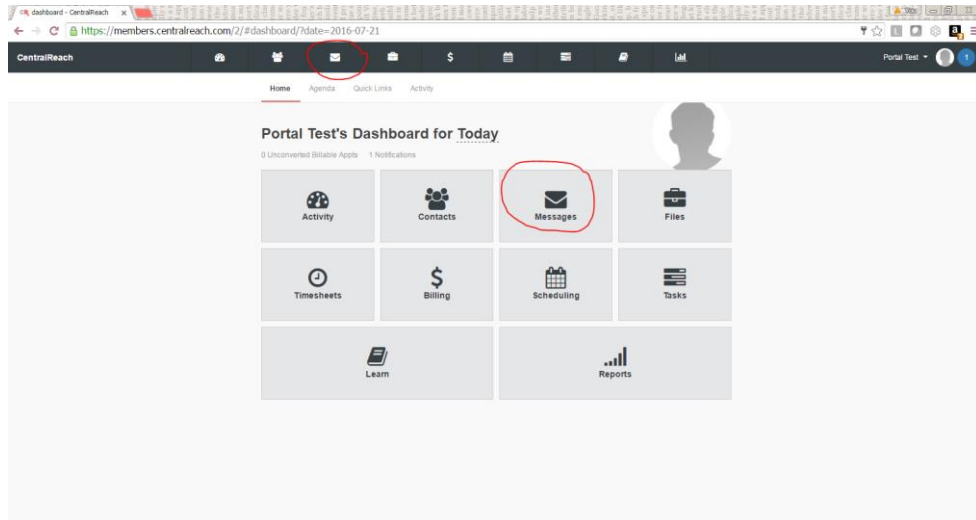 dashboard - CentralReach
https://members.centralreach.com/2/#dashboard/?date=2016-07-21
CentralReach
Portal Test
1
Home Agenda Quick Links Activity
Portal Test's Dashboard for Today
0 Unconverted Billable Appts 1 Notifications
Activity Contacts Messages Files
Timesheets Billing Scheduling Tasks
Learn Reports